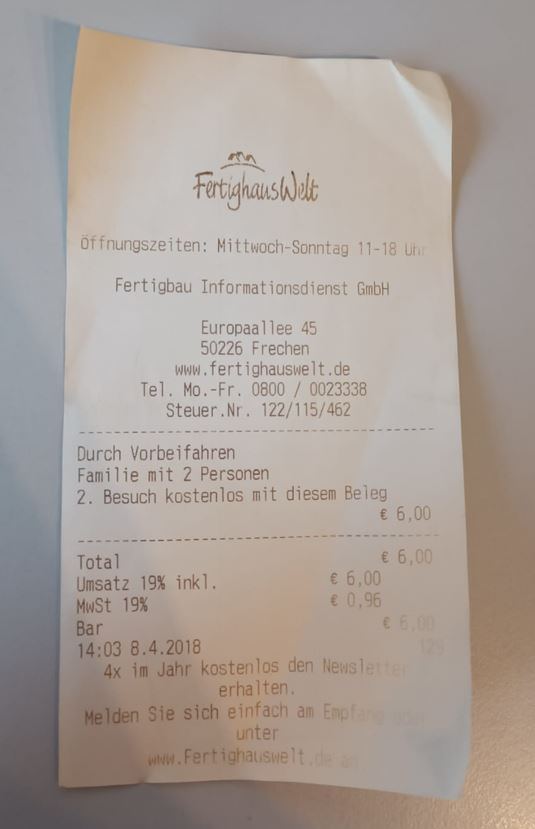 FertighausWelt
Öffnungszeiten: Mittwoch-Sonntag 11-18 Uhr
Fertigbau Informationsdienst GmbH
Europaallee 45
50226 Frechen
www.fertighauswelt.de
Tel. Mo.-Fr. 0800 / 0023338
Steuer.Nr. 122/115/462
Durch Vorbeifahren
Familie mit 2 Personen
2. Besuch kostenlos mit diesem Beleg
€ 6,00
Total € 6,00
Umsatz 19% inkl. € 6,00
MwSt 19% € 0,96
Bar € 6,00
14:03 8.4.2018 129
4x im Jahr kostenlos den Newsletter
erhalten.
Melden Sie sich einfach am Empfang oder
unter
www.Fertighauswelt.de an